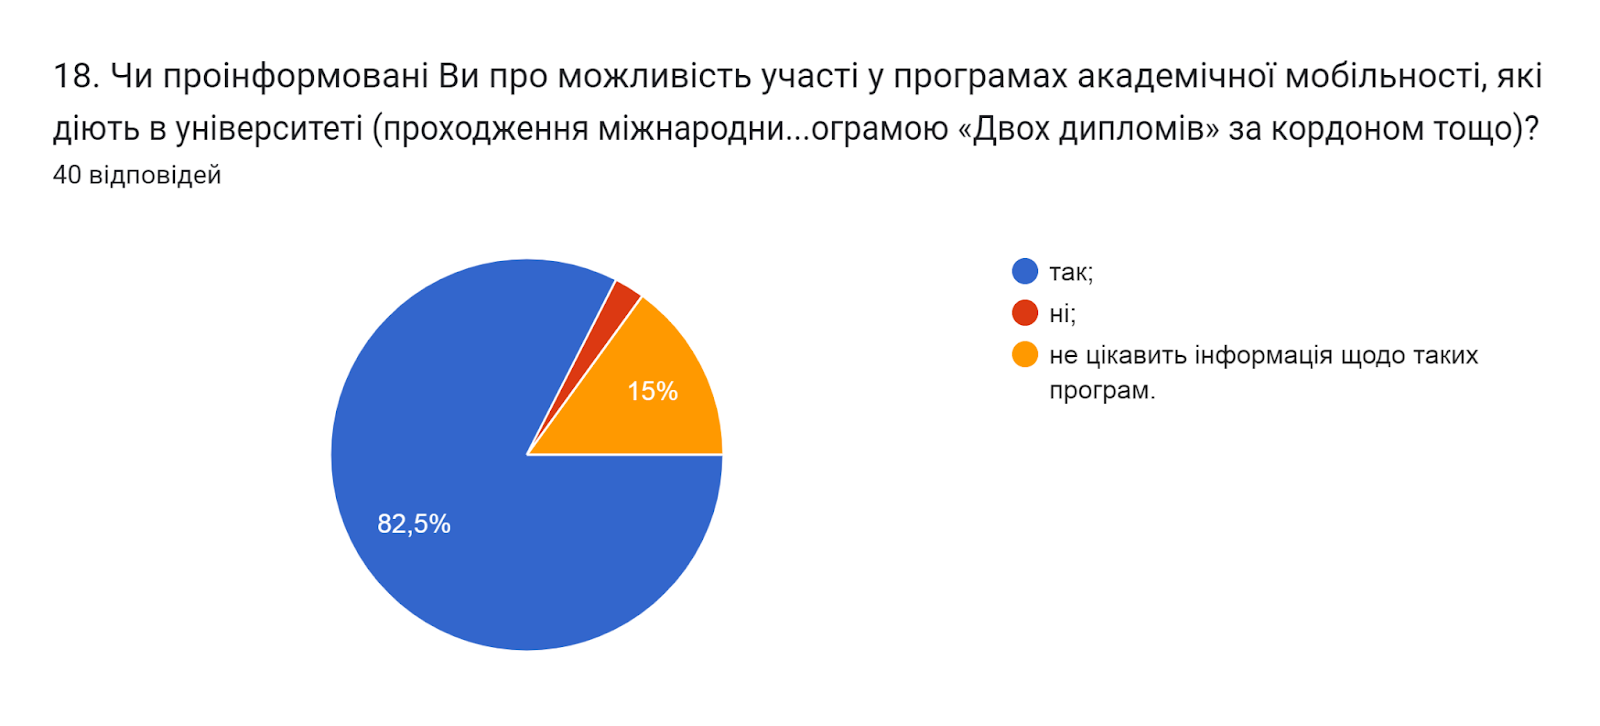 18. Чи проінформовані Ви про можливість участі у програмах академічної мобільності, які
діють в університеті (проходження міжнародни...ограмою «Двох дипломів» за кордоном тощо)?
40 відповідей
так;
ні;
не цікавить інформація щодо таких
програм.
15%
82,5%